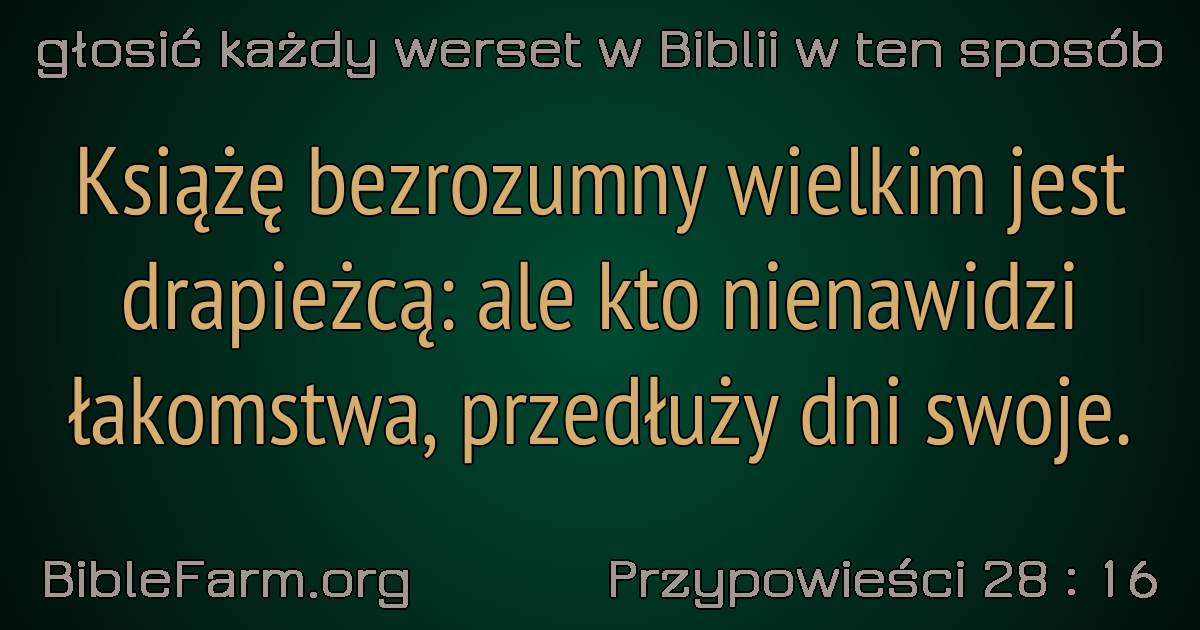 głosić każdy werset w Biblii w ten sposób
Książę bezrozumny wielkim jest
drapieżcą: ale kto nienawidzi
łakomstwa, przedłuży dni swoje.
BibleFarm.org
Przypowieści 28 : 16